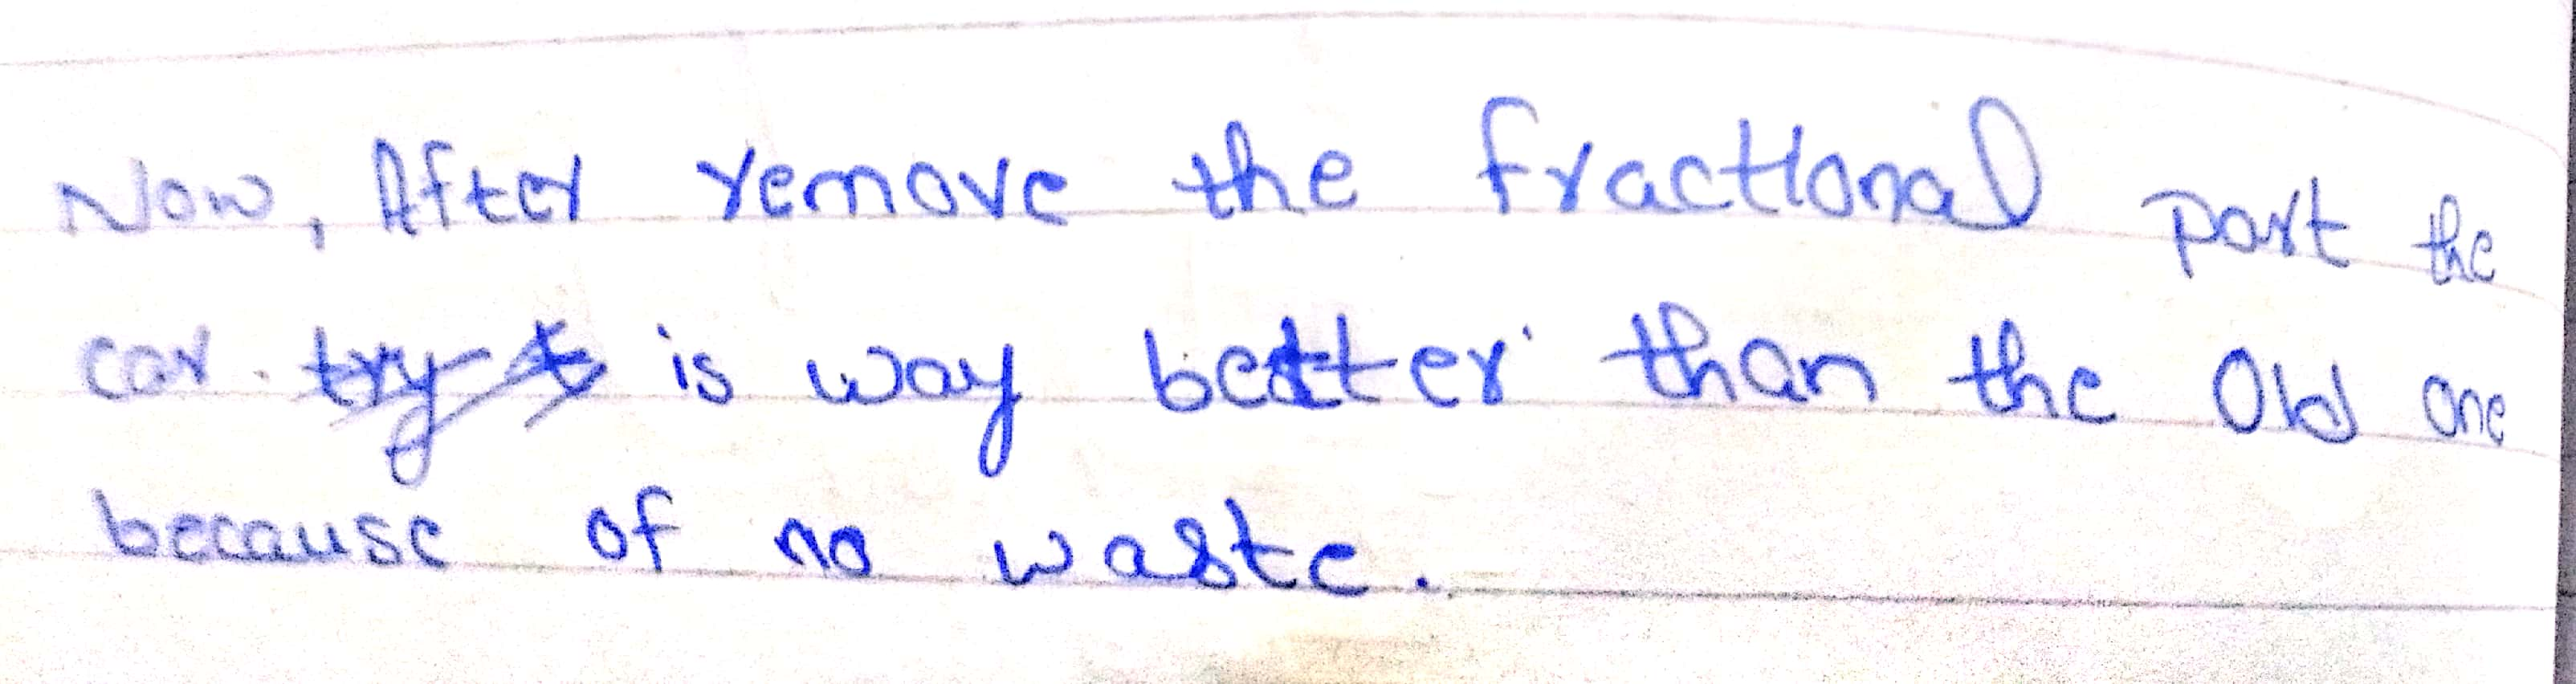 Now, After remove the fractional part the
car. try t is way better than the Old one
because of no waste.